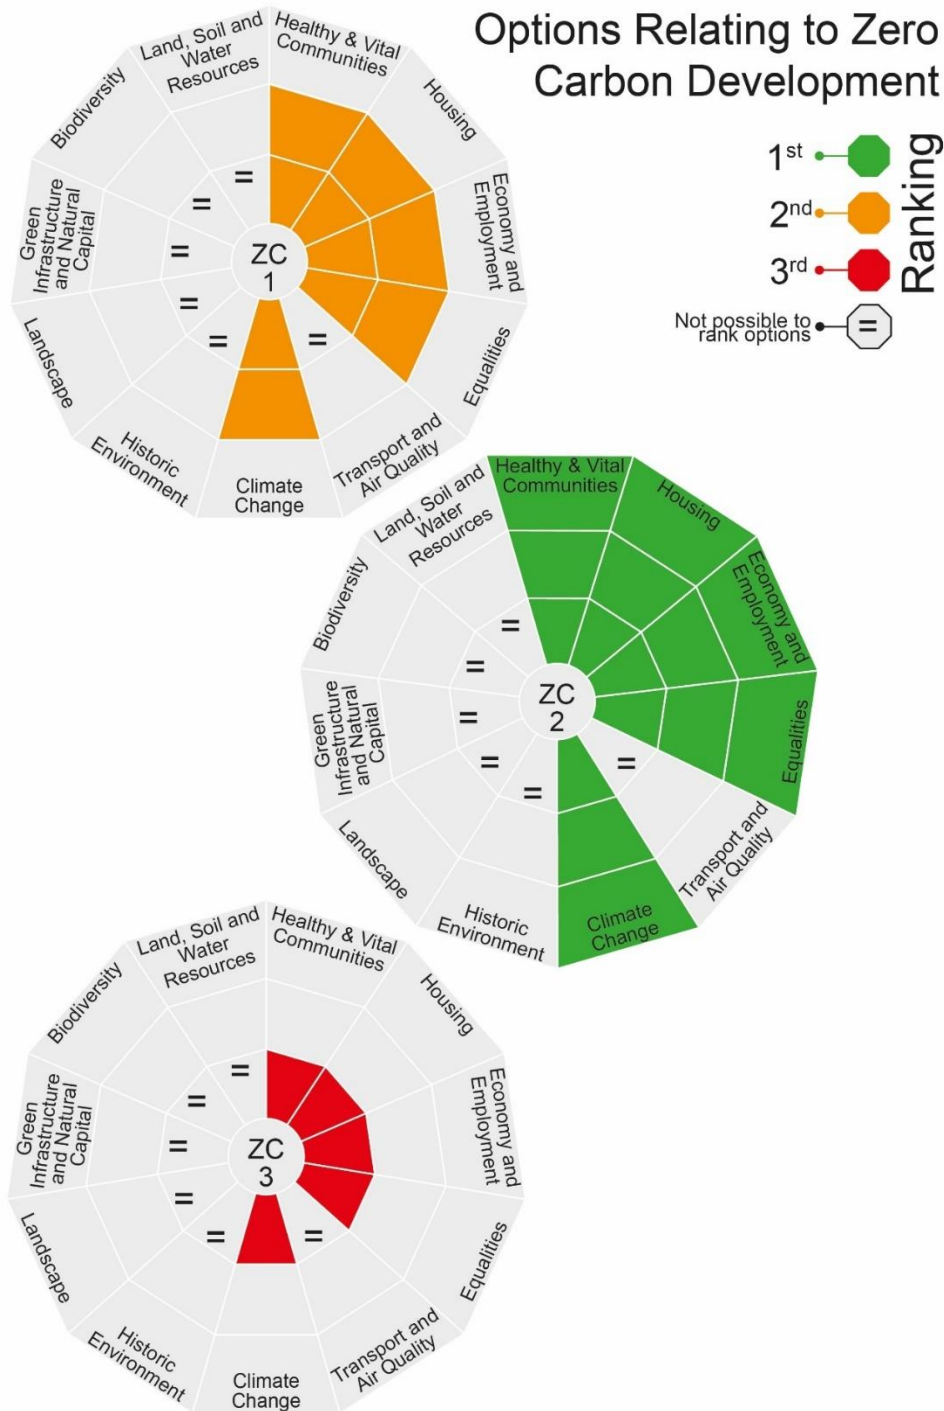 Options Relating to Zero
Carbon Development
Ranking
1st
2nd
3rd
Not possible to
rank options
=
Healthy & Vital
Communities
Housing
Economy and
Employment
Equalities
Transport and
Air Quality
Climate
Change
Historic
Environment
Landscape
Green
Infrastructure
and Natural
Capital
Biodiversity
Land, Soil and
Water
Resources
ZC
1
=
=
=
=
=
=
Healthy & Vital
Communities
Housing
Economy and
Employment
Equalities
Transport and
Air Quality
Climate
Change
Historic
Environment
Landscape
Green
Infrastructure
and Natural
Capital
Biodiversity
Land, Soil and
Water
Resources
ZC
2
=
=
=
=
=
=
Healthy & Vital
Communities
Housing
Economy and
Employment
Equalities
Transport and
Air Quality
Climate
Change
Historic
Environment
Landscape
Green
Infrastructure
and Natural
Capital
Biodiversity
Land, Soil and
Water
Resources
ZC
3
=
=
=
=
=
=